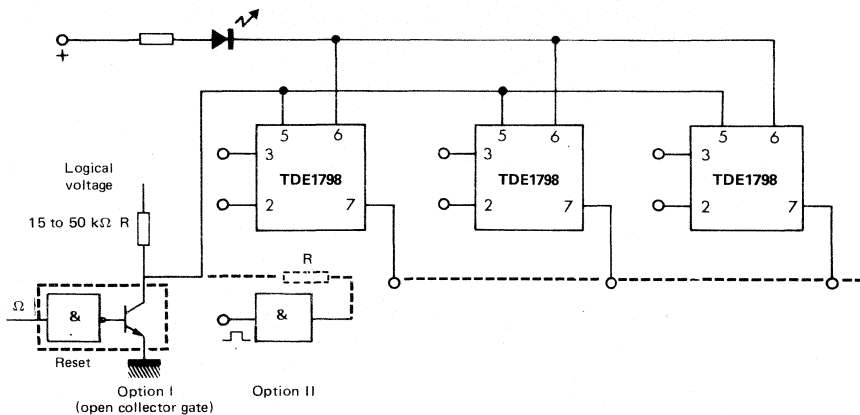 +
5 6
3
TDE1798
2
7
5 6
3
TDE1798
2
7
5 6
3
TDE1798
2
7
Logical
voltage
15 to 50 kΩ R
R
Ω
&
&
Reset
Option I
(open collector gate)
Option II